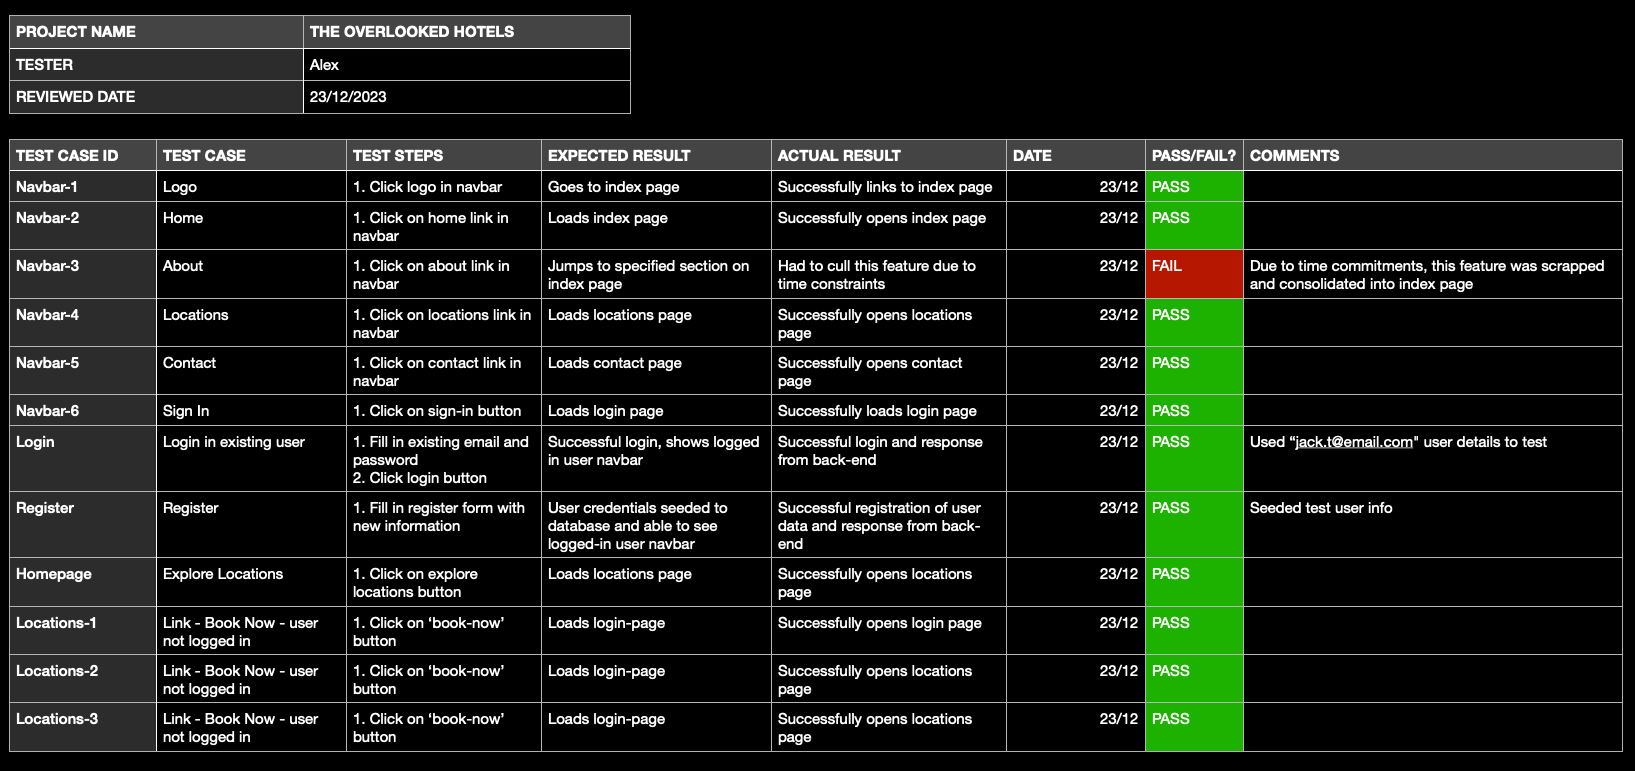 PROJECT NAME THE OVERLOOKED HOTELS
TESTER Alex
REVIEWED DATE 23/12/2023
TEST CASE ID TEST CASE TEST STEPS EXPECTED RESULT ACTUAL RESULT DATE PASS/FAIL? COMMENTS
Navbar-1 Logo 1. Click logo in navbar Goes to index page Successfully links to index page 23/12 PASS
Navbar-2 Home 1. Click on home link in Loads index page Successfully opens index page 23/12 PASS
navbar
Navbar-3 About 1. Click on about link in Jumps to specified section on Had to cull this feature due to 23/12 FAIL Due to time commitments, this feature was scrapped
navbar index page time constraints and consolidated into index page
Navbar-4 Locations 1. Click on locations link in Loads locations page Successfully opens locations 23/12 PASS
navbar page
Navbar-5 Contact 1. Click on contact link in Loads contact page Successfully opens contact 23/12 PASS
navbar page
Navbar-6 Sign In 1. Click on sign-in button Loads login page Successfully loads login page 23/12 PASS
Login Login in existing user 1. Fill in existing email and Successful login, shows logged Successful login and response 23/12 PASS Used “jack.t@email.com" user details to test
password in user navbar from back-end
2. Click login button
Register Register 1. Fill in register form with User credentials seeded to Successful registration of user 23/12 PASS Seeded test user info
new information database and able to see data and response from back-
logged-in user navbar end
Homepage Explore Locations 1. Click on explore Loads locations page Successfully opens locations 23/12 PASS
locations button page
Locations-1 Link - Book Now - user 1. Click on ‘book-now’ Loads login-page Successfully opens login page 23/12 PASS
not logged in button
Locations-2 Link - Book Now - user 1. Click on ‘book-now’ Loads login-page Successfully opens locations 23/12 PASS
not logged in button page
Locations-3 Link - Book Now - user 1. Click on ‘book-now’ Loads login-page Successfully opens locations 23/12 PASS
not logged in button page